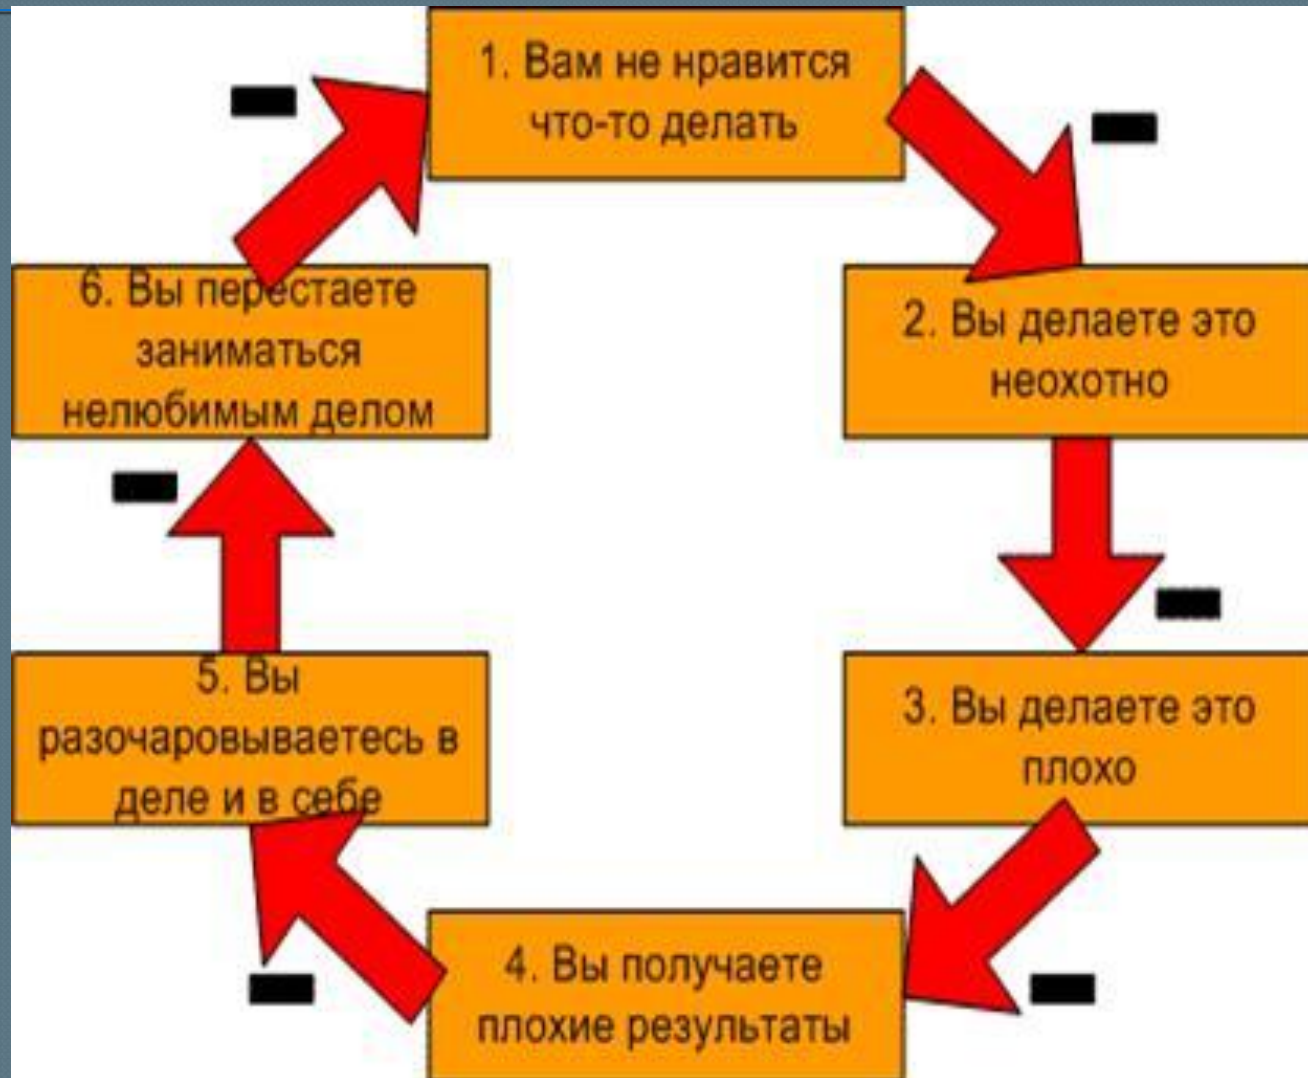 1. Вам не нравится
что-то делать
2. Вы делаете это
неохотно
3. Вы делаете это
плохо
4. Вы получаете
плохие результаты
5. Вы
разочаровываетесь в
деле и в себе
6. Вы перестаете
заниматься
нелюбимым делом